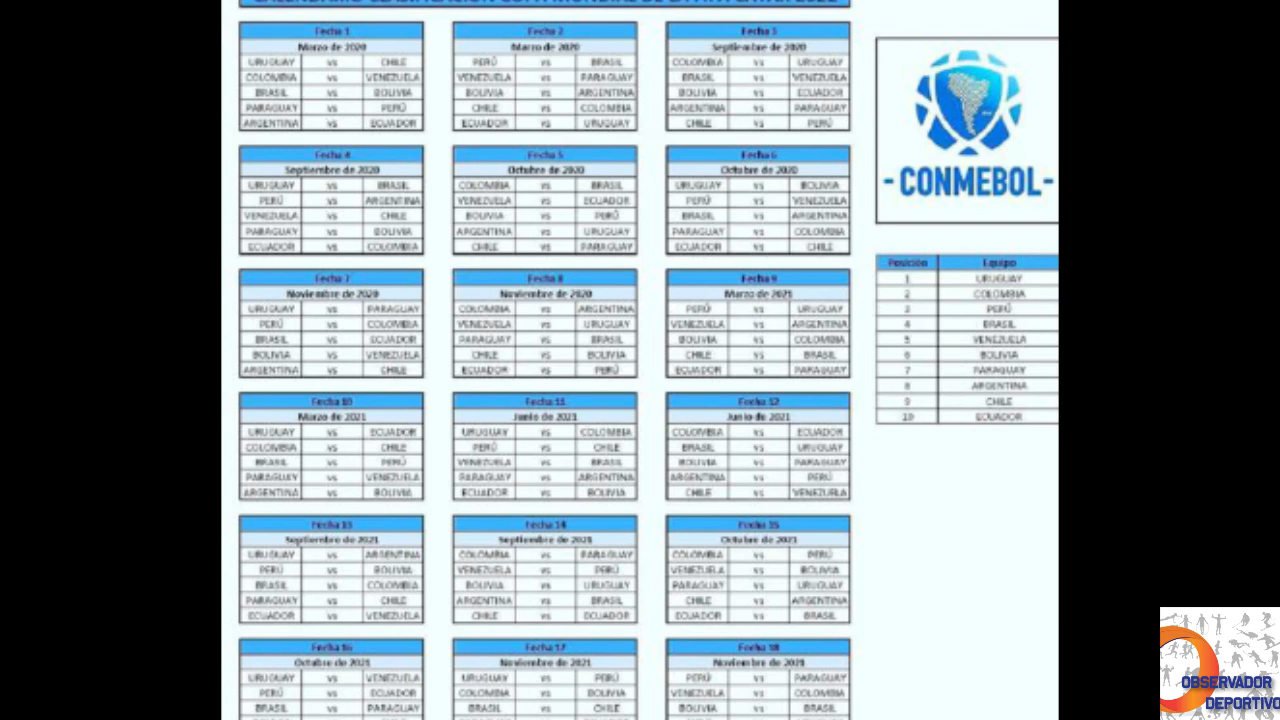 CALENDARIO CLASIFICACIÓN COPA MUNDIAL DE LA FIFA CATAR 2022
Fecha 1
Marzo de 2020
URUGUAY vs CHILE
COLOMBIA vs VENEZUELA
BRASIL vs BOLIVIA
PARAGUAY vs PERÚ
ARGENTINA vs ECUADOR
Fecha 2
Marzo de 2020
PERÚ vs BRASIL
VENEZUELA vs PARAGUAY
BOLIVIA vs ARGENTINA
CHILE vs COLOMBIA
ECUADOR vs URUGUAY
Fecha 3
Septiembre de 2020
COLOMBIA vs URUGUAY
BRASIL vs VENEZUELA
BOLIVIA vs ECUADOR
ARGENTINA vs PARAGUAY
CHILE vs PERÚ
Fecha 4
Septiembre de 2020
URUGUAY vs BRASIL
PERÚ vs ARGENTINA
VENEZUELA vs CHILE
PARAGUAY vs BOLIVIA
ECUADOR vs COLOMBIA
Fecha 5
Octubre de 2020
COLOMBIA vs BRASIL
VENEZUELA vs ECUADOR
BOLIVIA vs PERÚ
ARGENTINA vs URUGUAY
CHILE vs PARAGUAY
Fecha 6
Octubre de 2020
URUGUAY vs BOLIVIA
PERÚ vs VENEZUELA
BRASIL vs ARGENTINA
PARAGUAY vs COLOMBIA
ECUADOR vs CHILE
Fecha 7
Noviembre de 2020
URUGUAY vs PARAGUAY
PERÚ vs COLOMBIA
BRASIL vs ECUADOR
BOLIVIA vs VENEZUELA
ARGENTINA vs CHILE
Fecha 8
Noviembre de 2020
COLOMBIA vs ARGENTINA
VENEZUELA vs URUGUAY
PARAGUAY vs BRASIL
CHILE vs BOLIVIA
ECUADOR vs PERÚ
Fecha 9
Marzo de 2021
PERÚ vs URUGUAY
VENEZUELA vs ARGENTINA
BOLIVIA vs COLOMBIA
CHILE vs BRASIL
ECUADOR vs PARAGUAY
Fecha 10
Marzo de 2021
URUGUAY vs ECUADOR
COLOMBIA vs CHILE
BRASIL vs PERÚ
PARAGUAY vs VENEZUELA
ARGENTINA vs BOLIVIA
Fecha 11
Junio de 2021
URUGUAY vs COLOMBIA
PERÚ vs CHILE
VENEZUELA vs BRASIL
PARAGUAY vs ARGENTINA
ECUADOR vs BOLIVIA
Fecha 12
Junio de 2021
COLOMBIA vs ECUADOR
BRASIL vs URUGUAY
BOLIVIA vs PARAGUAY
ARGENTINA vs PERÚ
CHILE vs VENEZUELA
Fecha 13
Septiembre de 2021
URUGUAY vs ARGENTINA
PERÚ vs BOLIVIA
BRASIL vs COLOMBIA
PARAGUAY vs CHILE
ECUADOR vs VENEZUELA
Fecha 14
Septiembre de 2021
COLOMBIA vs PARAGUAY
VENEZUELA vs PERÚ
BOLIVIA vs URUGUAY
ARGENTINA vs BRASIL
CHILE vs ECUADOR
Fecha 15
Octubre de 2021
COLOMBIA vs PERÚ
VENEZUELA vs BOLIVIA
PARAGUAY vs URUGUAY
CHILE vs ARGENTINA
ECUADOR vs BRASIL
Fecha 16
Octubre de 2021
URUGUAY vs VENEZUELA
PERÚ vs ECUADOR
BRASIL vs PARAGUAY
Fecha 17
Noviembre de 2021
URUGUAY vs PERÚ
COLOMBIA vs BOLIVIA
BRASIL vs CHILE
Fecha 18
Noviembre de 2021
PERÚ vs PARAGUAY
VENEZUELA vs COLOMBIA
BOLIVIA vs BRASIL
-CONMEBOL-
Posición Equipo
1 URUGUAY
2 COLOMBIA
3 PERÚ
4 BRASIL
5 VENEZUELA
6 BOLIVIA
7 PARAGUAY
8 ARGENTINA
9 CHILE
10 ECUADOR
OBSERVADOR
DEPORTIVO